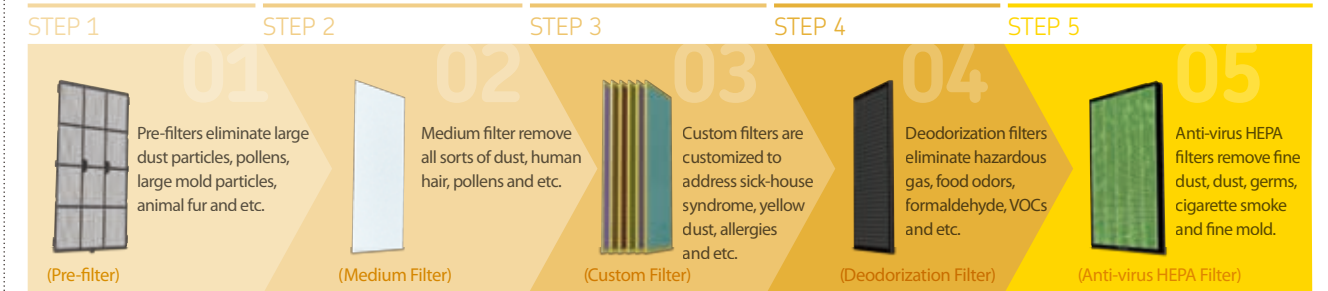 STEP 1
01
Pre-filters eliminate large
dust particles, pollens,
large mold particles,
animal fur and etc.
(Pre-filter)
STEP 2
02
Medium filter remove
all sorts of dust, human
hair, pollens and etc.
(Medium Filter)
STEP 3
03
Custom filters are
customized to
address sick-house
syndrome, yellow
dust, allergies
and etc.
(Custom Filter)
STEP 4
04
Deodorization filters
eliminate hazardous
gas, food odors,
formaldehyde, VOCs
and etc.
(Deodorization Filter)
STEP 5
05
Anti-virus HEPA
filters remove fine
dust, dust, germs,
cigarette smoke
and fine mold.
(Anti-virus HEPA Filter)